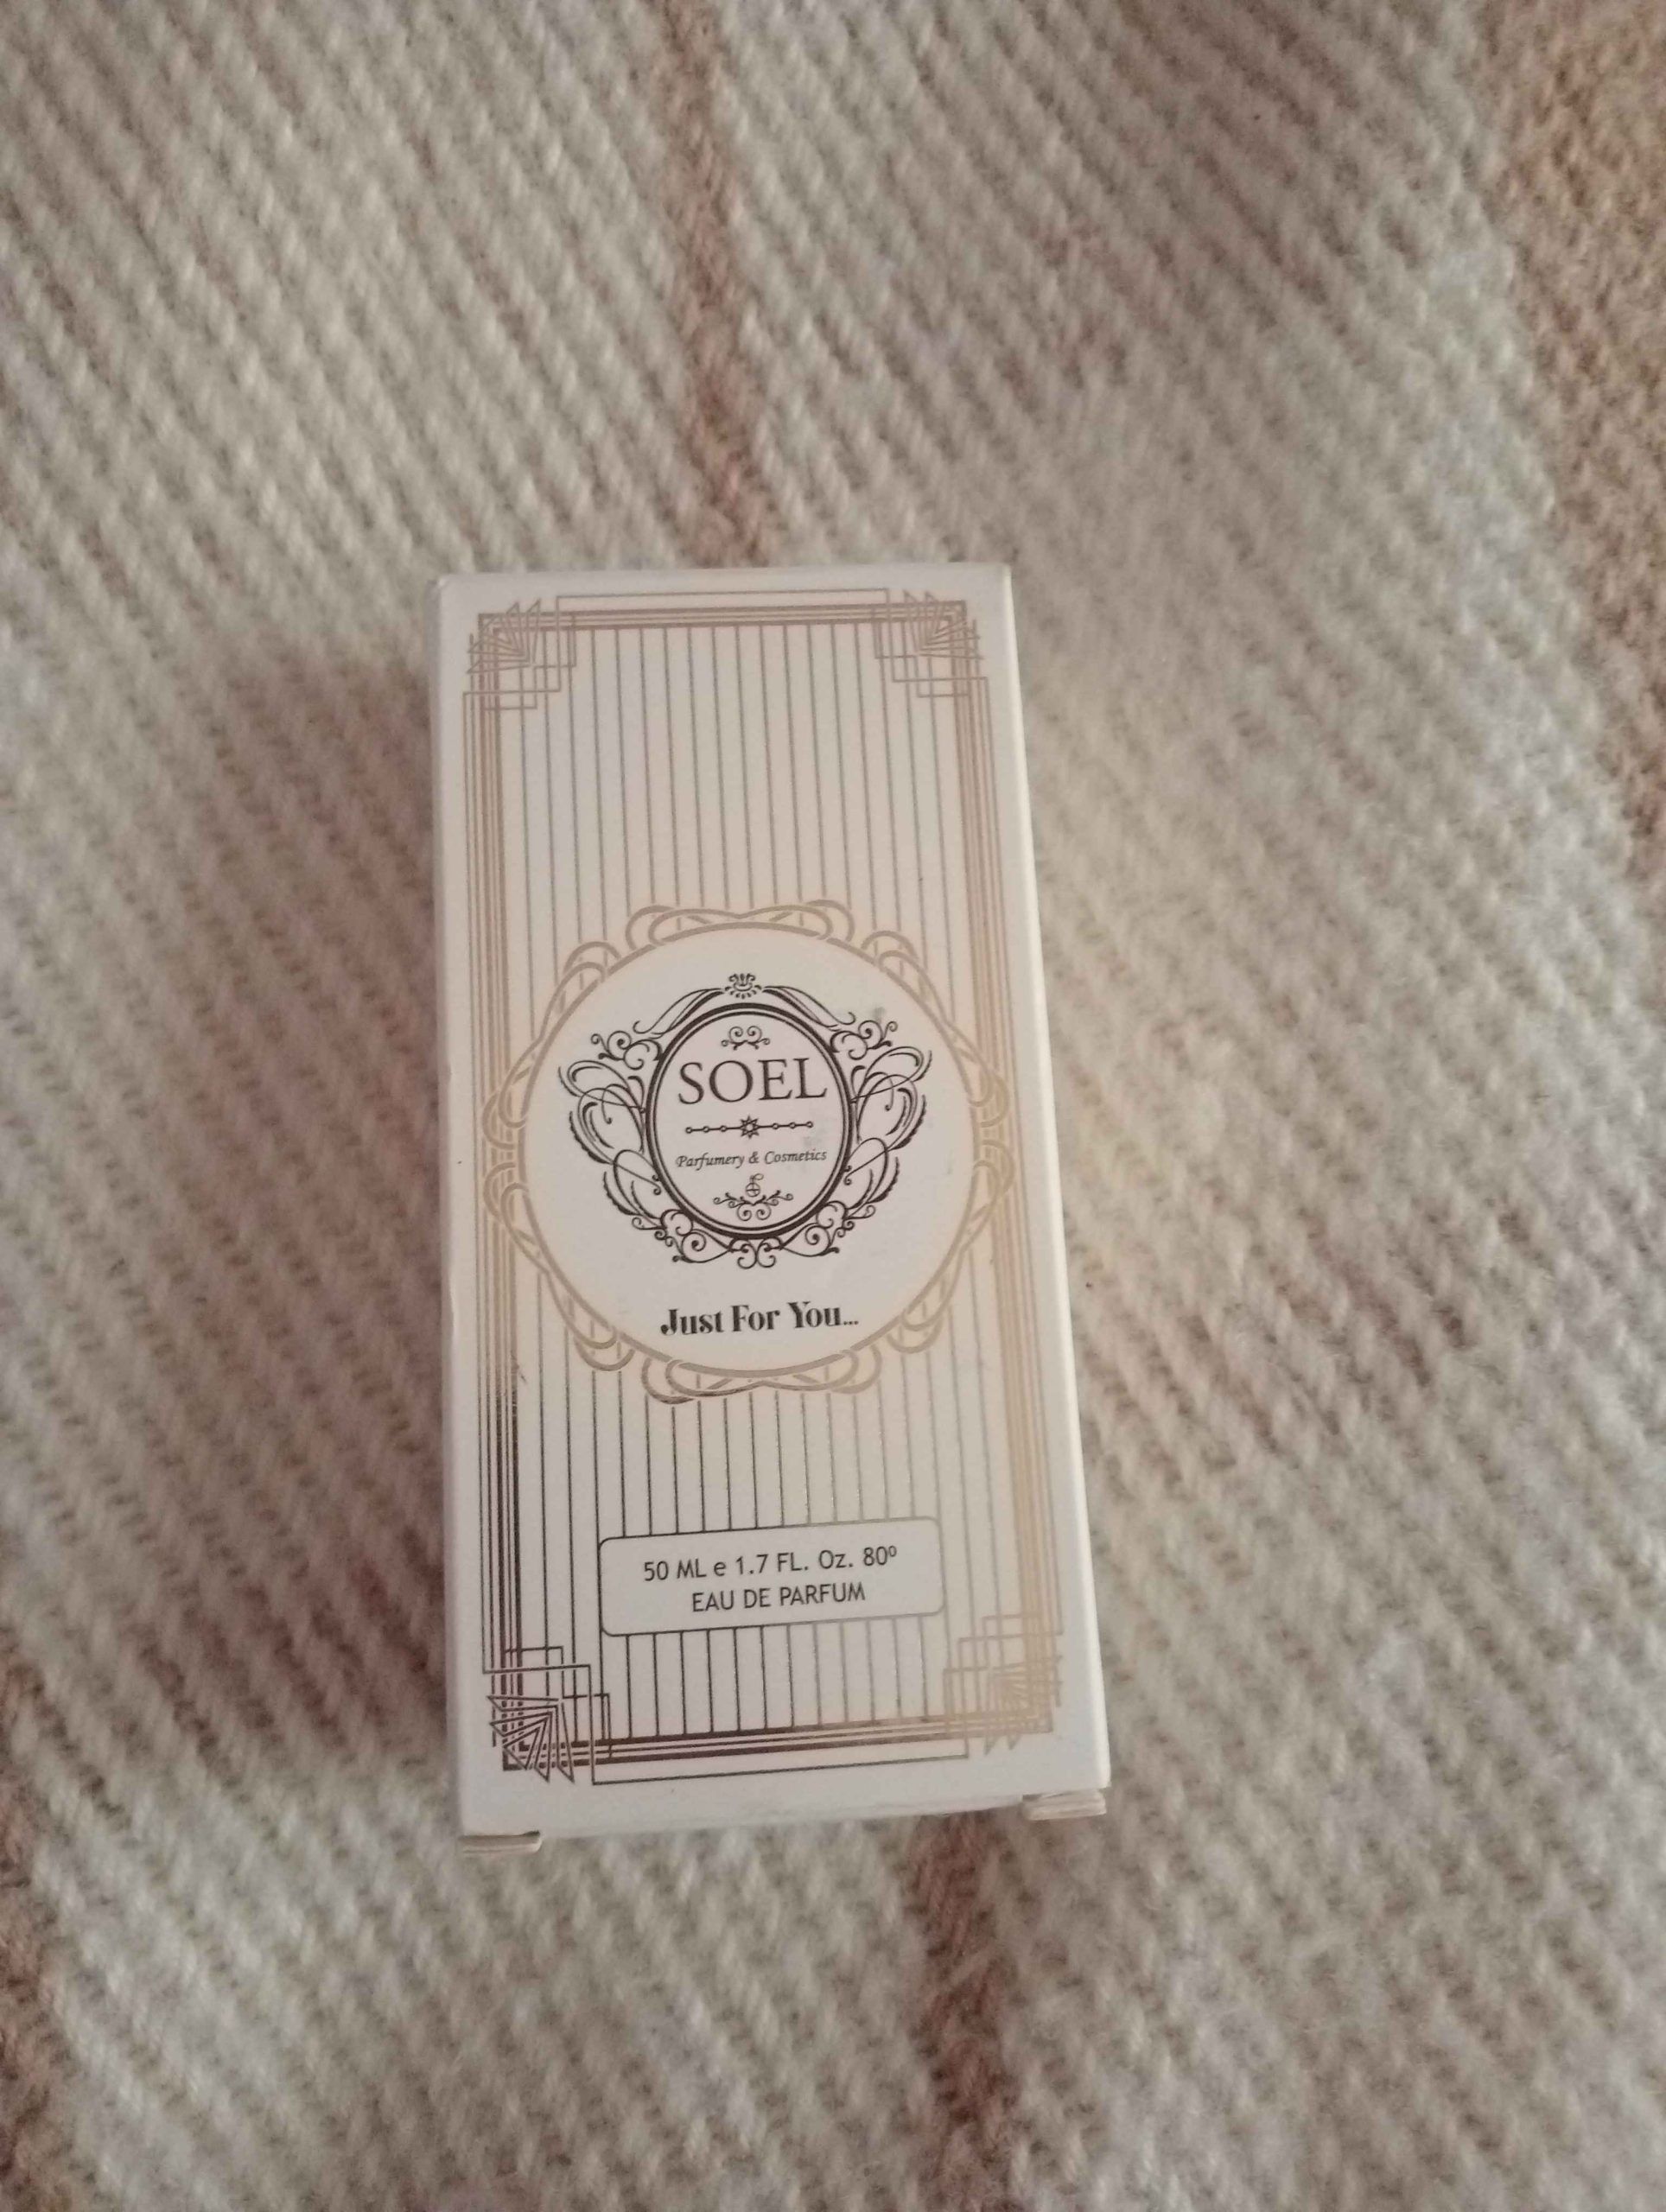 SOEL
Parfumery & Cosmetics
Just For You...
50 ML e 1.7 FL. Oz. 80º
EAU DE PARFUM